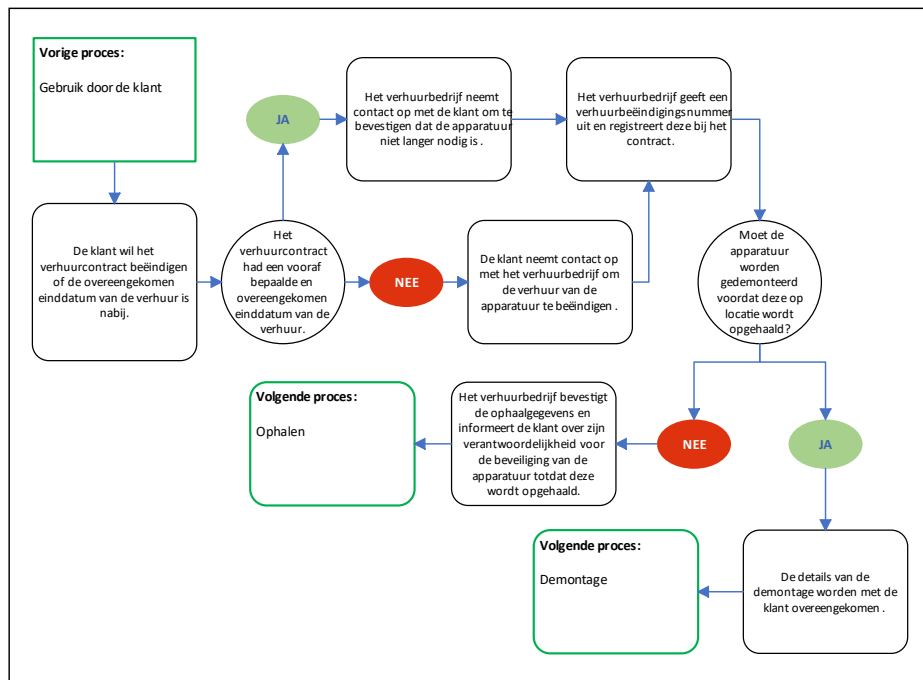 Vorige proces:
Gebruik door de klant
De klant wil het
verhuurcontract beëindigen
of de overeengekomen
einddatum van de verhuur is
nabij.
Het
verhuurcontract
had een vooraf
bepaalde en
overeengekomen
einddatum van de
verhuur.
JA
Het verhuurbedrijf neemt
contact op met de klant om te
bevestigen dat de apparatuur
niet langer nodig is .
NEE
De klant neemt contact op
met het verhuurbedrijf om
de verhuur van de
apparatuur te beëindigen .
Het verhuurbedrijf geeft een
verhuurbeëindigingsnummer
uit en registreert deze bij het
contract.
Moet de
apparatuur
worden
gedemonteerd
voordat deze op
locatie wordt
opgehaald?
NEE
Het verhuurbedrijf bevestigt
de ophaalgegevens en
informeert de klant over zijn
verantwoordelijkheid voor
de beveiliging van de
apparatuur totdat deze
wordt opgehaald.
Volgende proces:
Ophalen
JA
De details van de
demontage worden met de
klant overeengekomen .
Volgende proces:
Demontage